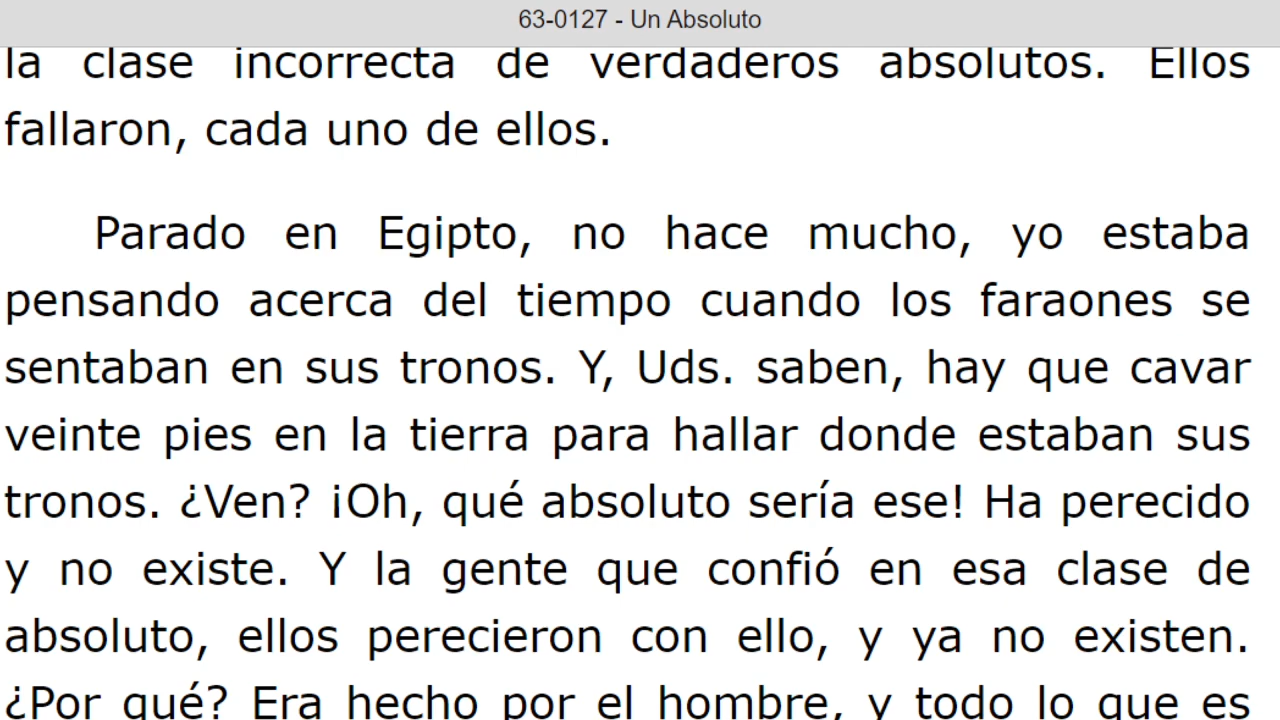 63-0127 - Un Absoluto
la clase incorrecta de verdaderos absolutos. Ellos
fallaron, cada uno de ellos.
Parado en Egipto, no hace mucho, yo estaba
pensando acerca del tiempo cuando los faraones se
sentaban en sus tronos. Y, Uds. saben, hay que cavar
veinte pies en la tierra para hallar donde estaban sus
tronos. ¿Ven? ¡Oh, qué absoluto sería ese! Ha perecido
y no existe. Y la gente que confió en esa clase de
absoluto, ellos perecieron con ello, y ya no existen.
¿Por qué? Era hecho por el hombre, y todo lo que es